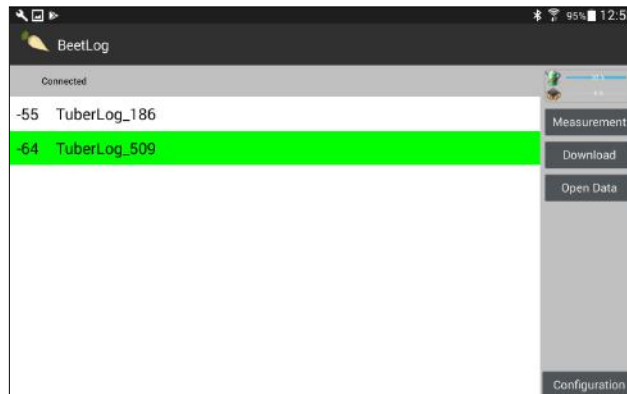 95% 12:5
BeetLog
Connected
-55 TuberLog_186
-64 TuberLog_509
Measurement
Download
Open Data
Configuration